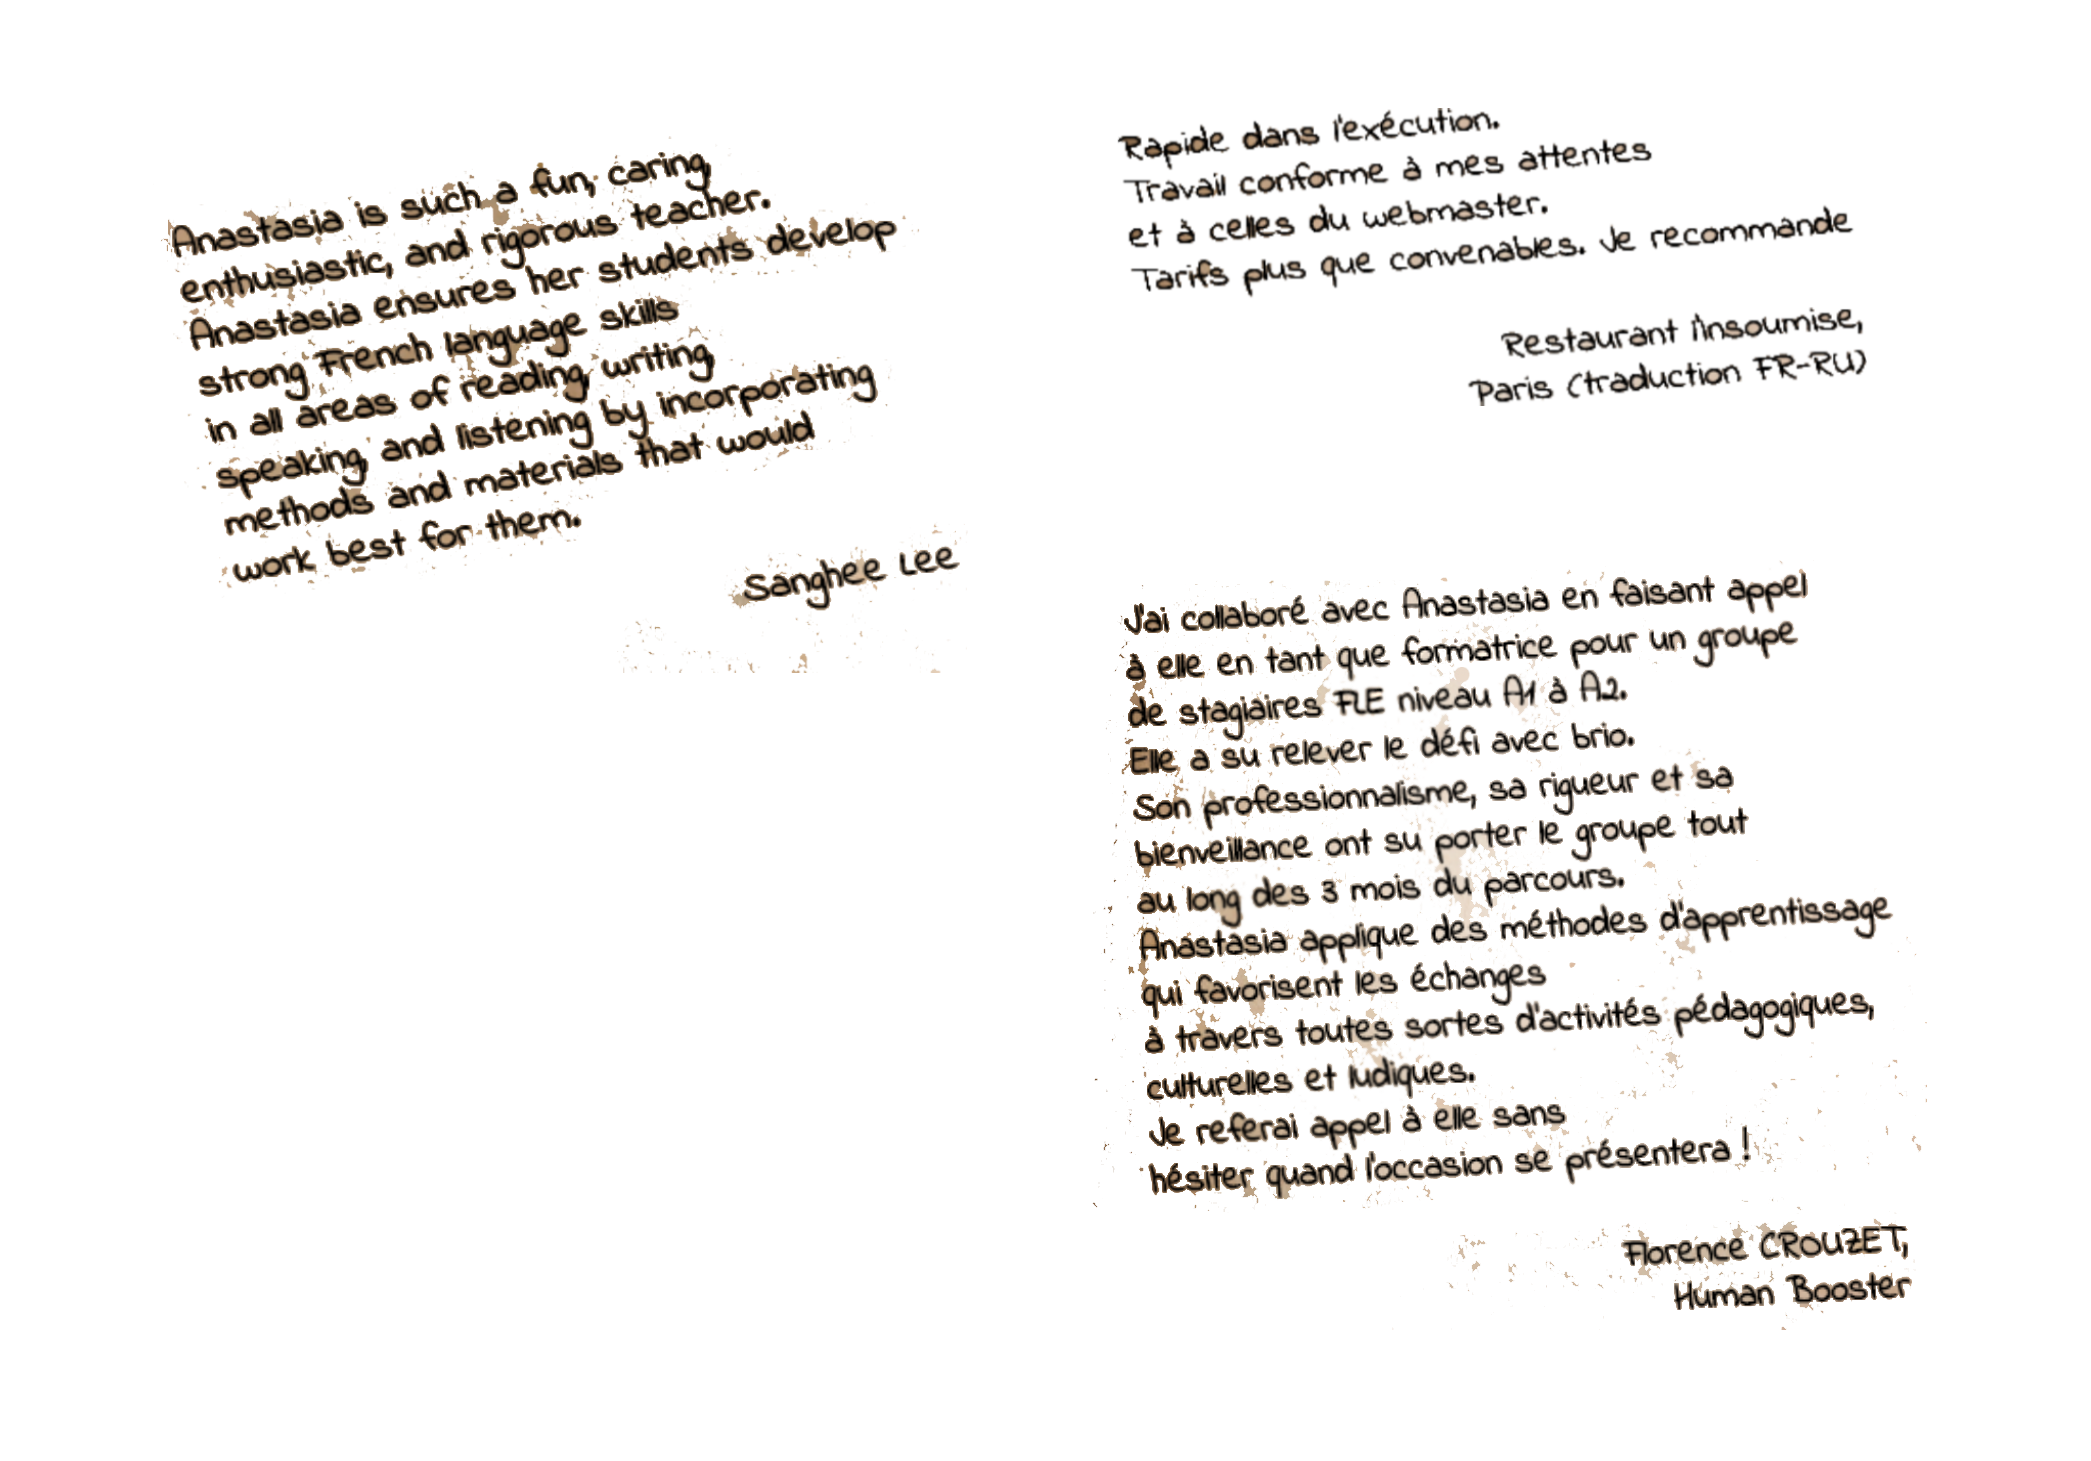 Anastasia is such a fun, caring,
enthusiastic, and rigorous teacher.
Anastasia ensures her students develop
strong French language skills
in all areas of reading, writing,
speaking, and listening by incorporating
methods and materials that would
work best for them.
Sanghee Lee
Rapide dans l'exécution.
Travail conforme à mes attentes
et à celles du webmaster.
Tarifs plus que convenables. Je recommande
Restaurant l'insoumise,
Paris (traduction FR-RU)
J'ai collaboré avec Anastasia en faisant appel
à elle en tant que formatrice pour un groupe
de stagiaires FLE niveau A1 à A2.
Elle a su relever le défi avec brio.
Son professionnalisme, sa rigueur et sa
bienveillance ont su porter le groupe tout
au long des 3 mois du parcours.
Anastasia applique des méthodes d'apprentissage
qui favorisent les échanges
à travers toutes sortes d'activités pédagogiques,
culturelles et ludiques.
Je referai appel à elle sans
hésiter quand l'occasion se présentera !
Florence CROUZET,
Human Booster